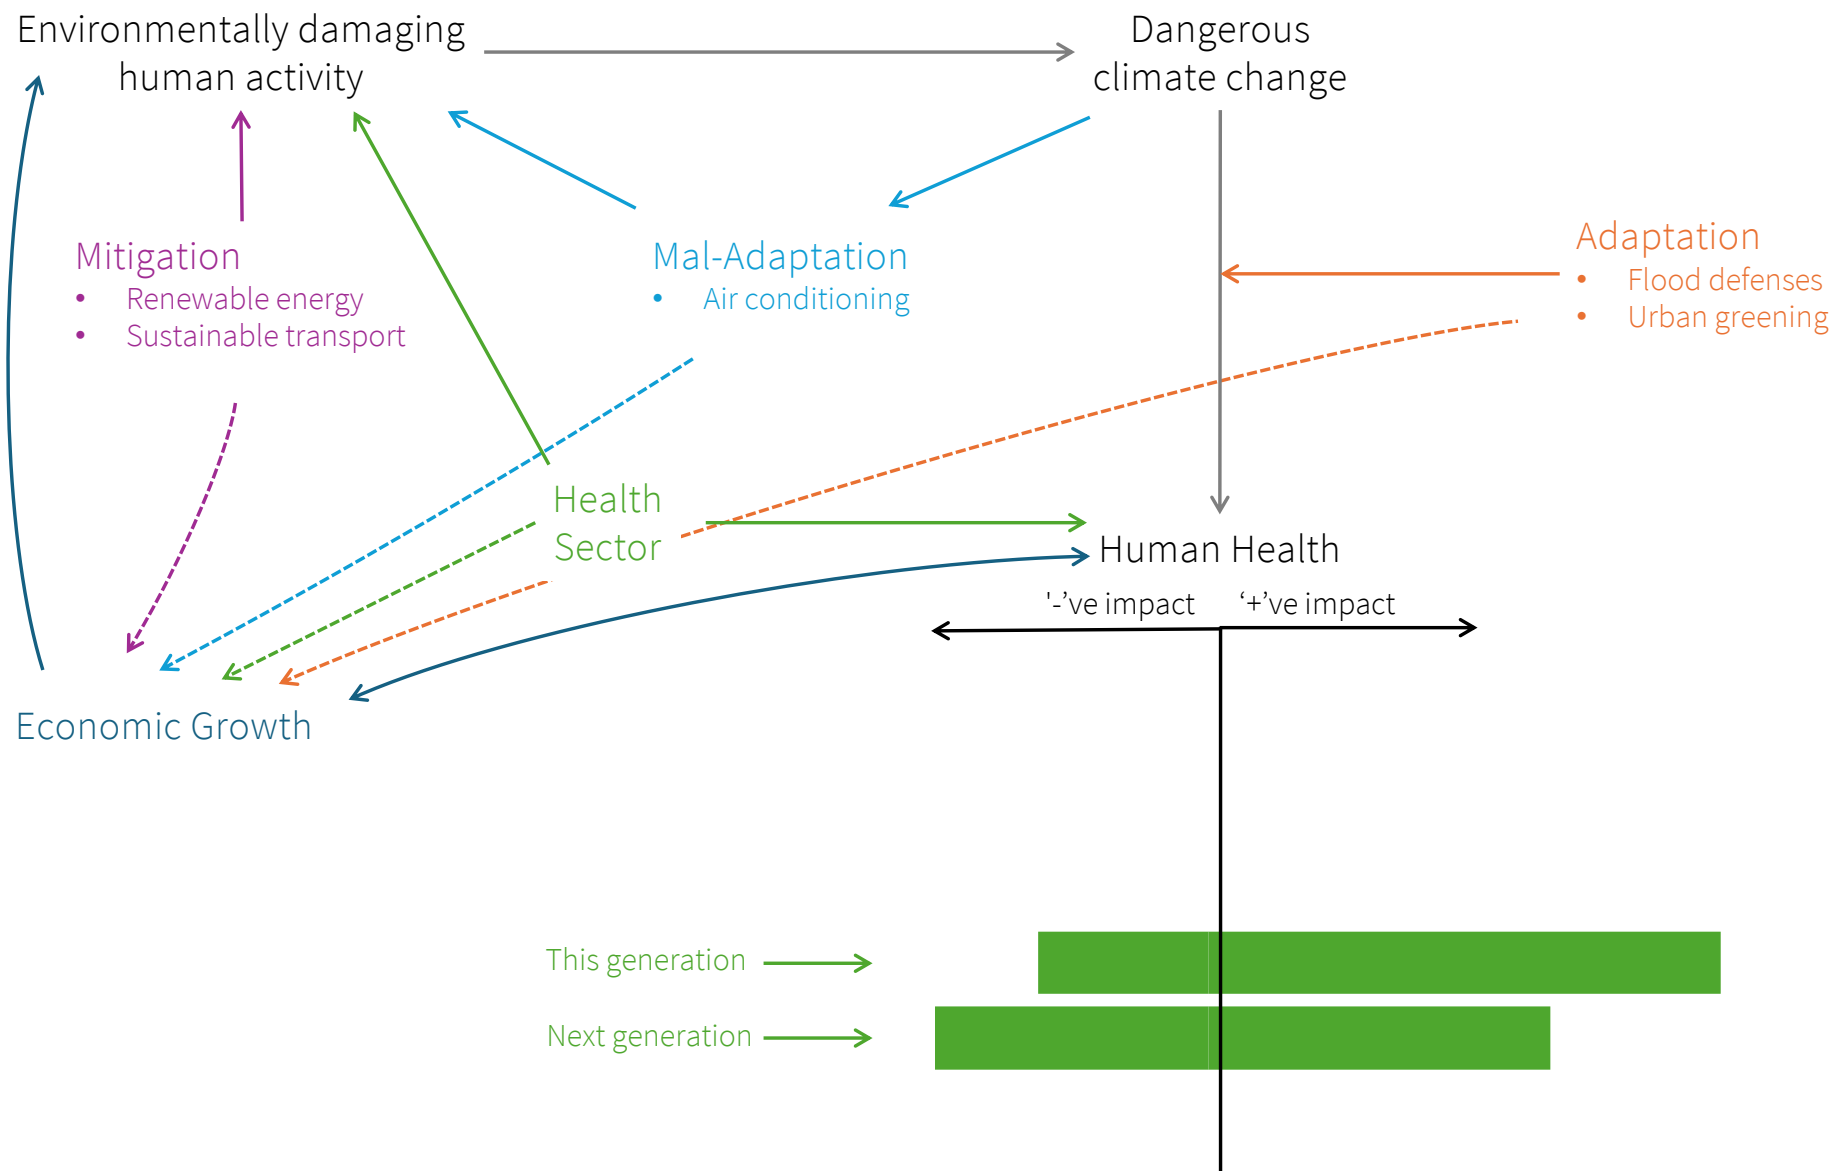 Environmentally damaging
human activity
Dangerous
climate change
Mitigation
• Renewable energy
• Sustainable transport
Mal-Adaptation
• Air conditioning
Adaptation
• Flood defenses
• Urban greening
Health
Sector
Human Health
'-’ve impact
‘+’ve impact
Economic Growth
This generation
Next generation